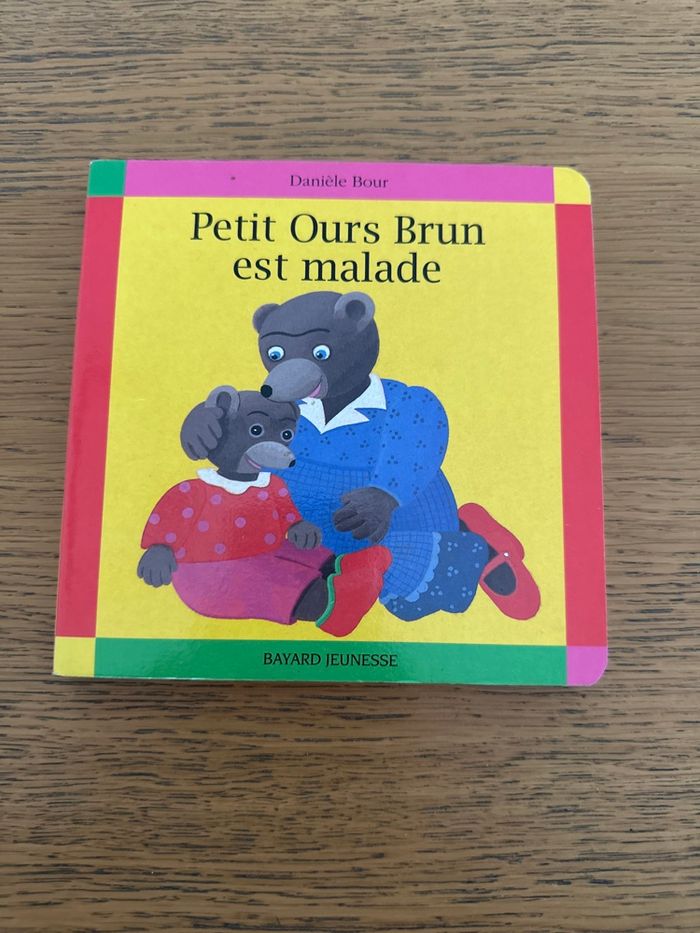 Danièle Bour
Petit Ours Brun
est malade
BAYARD JEUNESSE